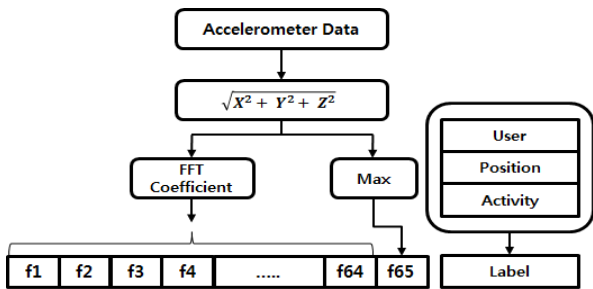 Accelerometer Data
√X² + Y² + Z²
FFT
Coefficient
Max
User
Position
Activity
f1 f2 f3 f4 ..... f64 f65
Label